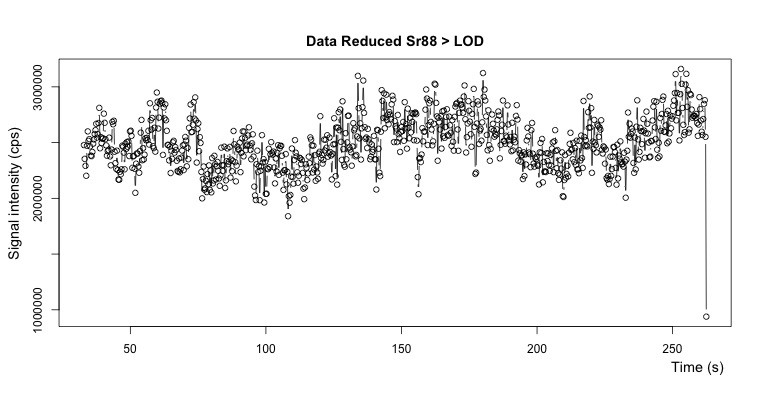 Data Reduced Sr88 > LOD
Signal intensity (cps)
3000000
2000000
1000000
50 100 150 200 250
Time (s)